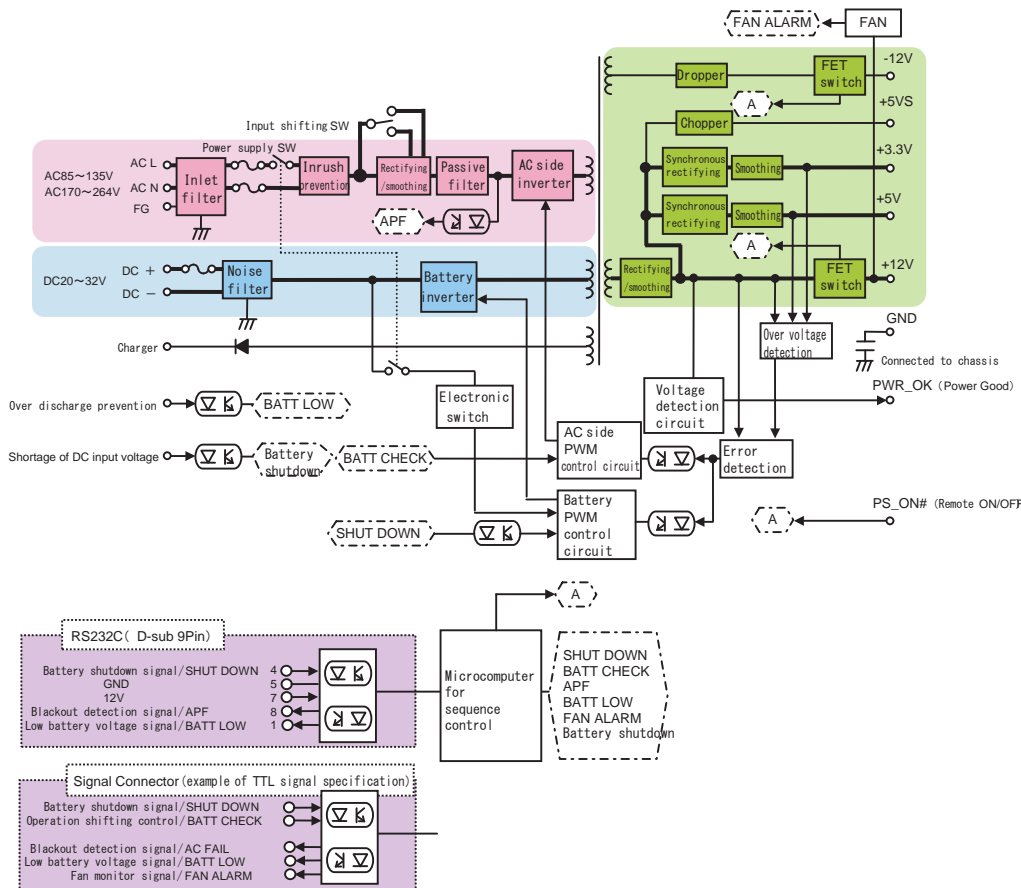 FAN ALARM
FAN
-12V
Dropper
FET
switch
A
+5VS
Chopper
Input shifting SW
+3.3V
Power supply SW
Synchronous
rectifying
Smoothing
AC85～135V
AC170～264V
AC L
AC N
FG
Inlet
filter
Inrush
prevention
Rectifying
/smoothing
Passive
filter
AC side
inverter
+5V
Synchronous
rectifying
Smoothing
APF
A
DC20～32V
DC +
DC −
Noise
filter
Battery
inverter
Rectifying
/smoothing
FET
switch
+12V
GND
Over voltage
detection
Connected to chassis
Charger
PWR_OK (Power Good)
Electronic
switch
Voltage
detection
circuit
Over discharge prevention
BATT LOW
AC side
PWM
control circuit
Error
detection
Shortage of DC input voltage
Battery
shutdown
BATT CHECK
Battery
PWM
control
circuit
PS_ON# (Remote ON/OFF
A
SHUT DOWN
A
RS232C( D-sub 9Pin)
Battery shutdown signal/SHUT DOWN 4
GND 5
12V 7
Blackout detection signal/APF 8
Low battery voltage signal/BATT LOW 1
Microcomputer
for
sequence
control
SHUT DOWN
BATT CHECK
APF
BATT LOW
FAN ALARM
Battery shutdown
Signal Connector(example of TTL signal specification)
Battery shutdown signal/SHUT DOWN
Operation shifting control/BATT CHECK
Blackout detection signal/AC FAIL
Low battery voltage signal/BATT LOW
Fan monitor signal/FAN ALARM